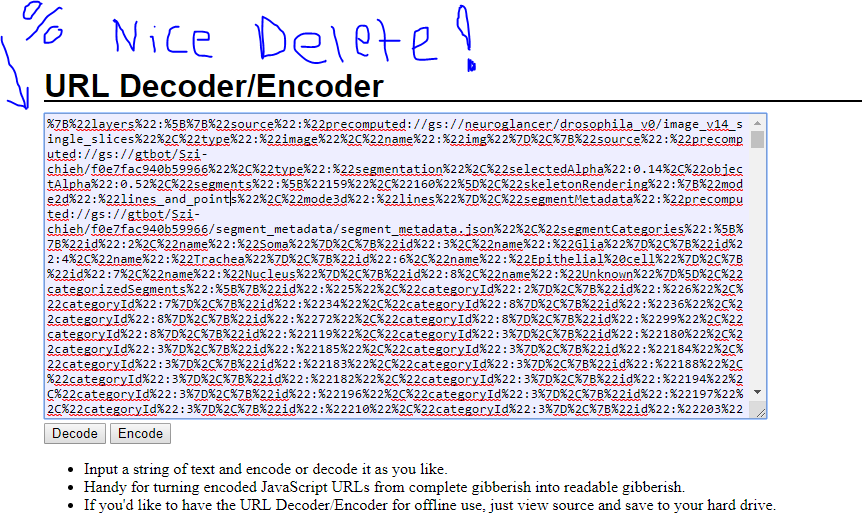 % Nice Delete!
URL Decoder/Encoder
%7B%22layers%22:%5B%7B%22source%22:%22precomputed://gs://neuroglancer/drosophila_v0/image_v14_s
ingle_slices%22%2C%22type%22:%22image%22%2C%22name%22:%22img%22%7D%2C%7B%22source%22:%22precomp
uted://gs://gtbot/Szi-
chieh/f0e7fac940b59966%22%2C%22type%22:%22segmentation%22%2C%22selectedAlpha%22:0.14%2C%22objec
tAlpha%22:0.52%2C%22segments%22:%5B%22159%22%2C%22160%22%5D%2C%22skeletonRendering%22:%7B%22mod
e2d%22:%22lines_and_points%22%2C%22mode3d%22:%22lines%22%7D%2C%22segmentMetadata%22:%22precompu
ted://gs://gtbot/Szi-
chieh/f0e7fac940b59966/segment_metadata/segment_metadata.json%22%2C%22segmentCategories%22:%5B%
7B%22id%22:2%2C%22name%22:%22Soma%22%7D%2C%7B%22id%22:3%2C%22name%22:%22Glia%22%7D%2C%7B%22id%2
2:4%2C%22name%22:%22Trachea%22%7D%2C%7B%22id%22:6%2C%22name%22:%22Epithelial%20cell%22%7D%2C%7B
%22id%22:7%2C%22name%22:%22Nucleus%22%7D%2C%7B%22id%22:8%2C%22name%22:%22Unknown%22%7D%5D%2C%22
categorizedSegments%22:%5B%7B%22id%22:%225%22%2C%22categoryId%22:2%7D%2C%7B%22id%22:%226%22%2C%
22categoryId%22:7%7D%2C%7B%22id%22:%2234%22%2C%22categoryId%22:8%7D%2C%7B%22id%22:%2236%22%2C%2
2categoryId%22:8%7D%2C%7B%22id%22:%2272%22%2C%22categoryId%22:8%7D%2C%7B%22id%22:%2299%22%2C%22
categoryId%22:8%7D%2C%7B%22id%22:%22119%22%2C%22categoryId%22:3%7D%2C%7B%22id%22:%22180%22%2C%2
2categoryId%22:3%7D%2C%7B%22id%22:%22185%22%2C%22categoryId%22:3%7D%2C%7B%22id%22:%22184%22%2C%
22categoryId%22:3%7D%2C%7B%22id%22:%22183%22%2C%22categoryId%22:3%7D%2C%7B%22id%22:%22188%22%2C
%22categoryId%22:3%7D%2C%7B%22id%22:%22182%22%2C%22categoryId%22:3%7D%2C%7B%22id%22:%22194%22%2
C%22categoryId%22:3%7D%2C%7B%22id%22:%22196%22%2C%22categoryId%22:3%7D%2C%7B%22id%22:%22197%22%
2C%22categoryId%22:3%7D%2C%7B%22id%22:%22210%22%2C%22categoryId%22:3%7D%2C%7B%22id%22:%22203%22
Decode Encode
• Input a string of text and encode or decode it as you like.
• Handy for turning encoded JavaScript URLs from complete gibberish into readable gibberish.
• If you'd like to have the URL Decoder/Encoder for offline use, just view source and save to your hard drive.